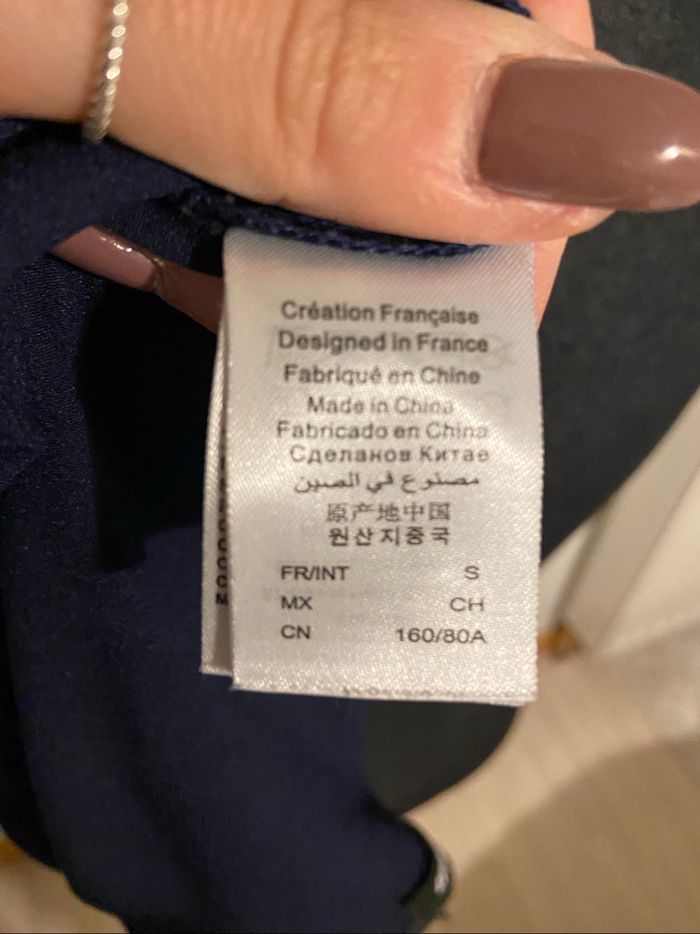 Création Française
Designed in France
Fabriqué en Chine
Made in China
Fabricado en China
Сделанов Китае
مصنوع في الصين
原产地中国
원산지중국
FR/INT S
MX CH
CN 160/80A